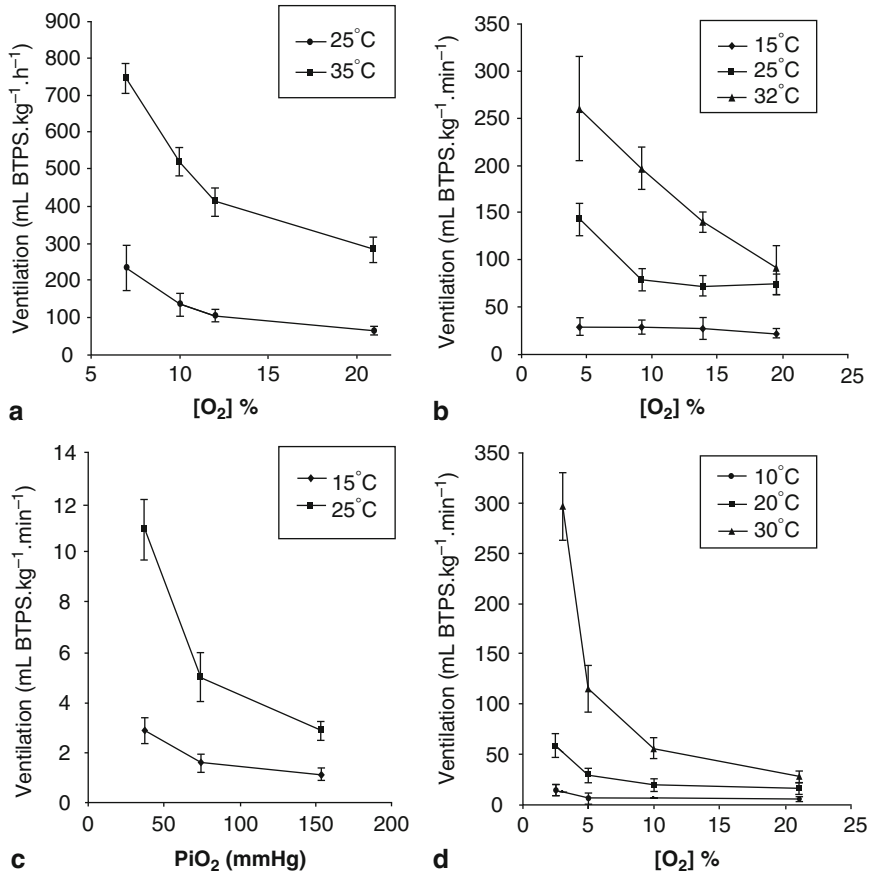 900
800
700
600
500
400
300
200
100
0
Ventilation (mL BTPS.kg⁻¹.h⁻¹)
25°C
35°C
5
10
15
20
[O₂] %
a
350
300
250
200
150
100
50
0
Ventilation (mL BTPS.kg⁻¹.min⁻¹)
15°C
25°C
32°C
0
5
10
15
20
25
[O₂] %
b
14
12
10
8
6
4
2
0
Ventilation (mL BTPS.kg⁻¹.min⁻¹)
15°C
25°C
0
50
100
150
200
PiO₂ (mmHg)
c
350
300
250
200
150
100
50
0
Ventilation (mL BTPS.kg⁻¹.min⁻¹)
10°C
20°C
30°C
0
5
10
15
20
25
[O₂] %
d